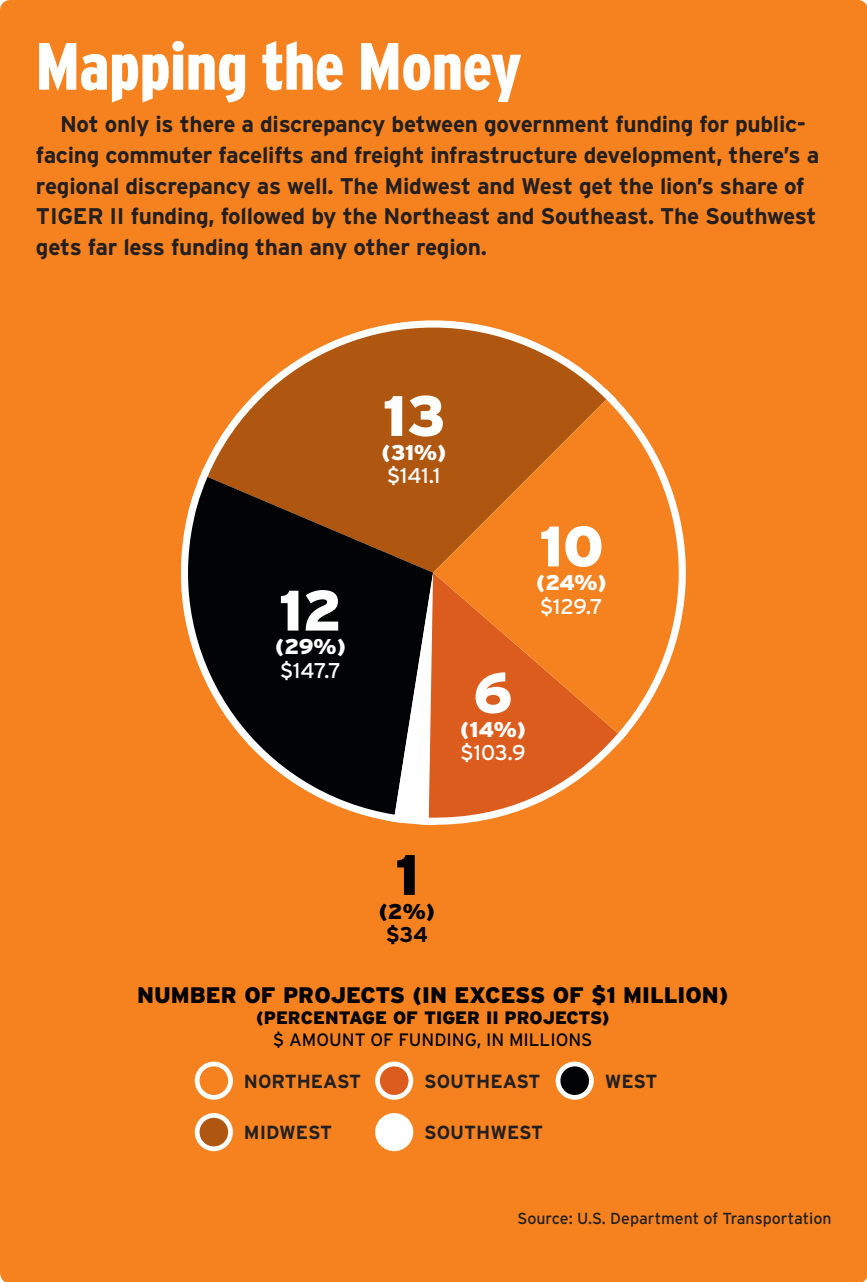 Mapping the Money
Not only is there a discrepancy between government funding for public-
facing commuter facelifts and freight infrastructure development, there’s a
regional discrepancy as well. The Midwest and West get the lion’s share of
TIGER II funding, followed by the Northeast and Southeast. The Southwest
gets far less funding than any other region.
13
(31%)
$141.1
10
(24%)
$129.7
12
(29%)
$147.7
6
(14%)
$103.9
1
(2%)
$34
NUMBER OF PROJECTS (IN EXCESS OF $1 MILLION)
(PERCENTAGE OF TIGER II PROJECTS)
$ AMOUNT OF FUNDING, IN MILLIONS
NORTHEAST SOUTHEAST WEST
MIDWEST SOUTHWEST
Source: U.S. Department of Transportation